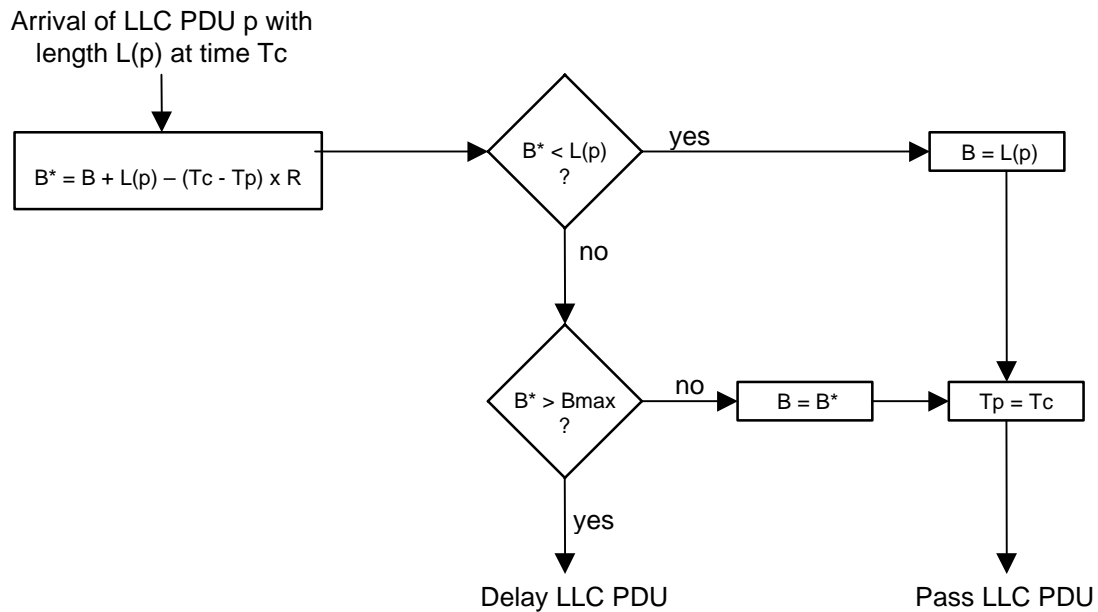 Arrival of LLC PDU p with
length L(p) at time Tc
B* = B + L(p) – (Tc - Tp) x R
B* < L(p)
?
yes
B = L(p)
no
B* > Bmax
?
no
B = B*
Tp = Tc
yes
Delay LLC PDU
Pass LLC PDU